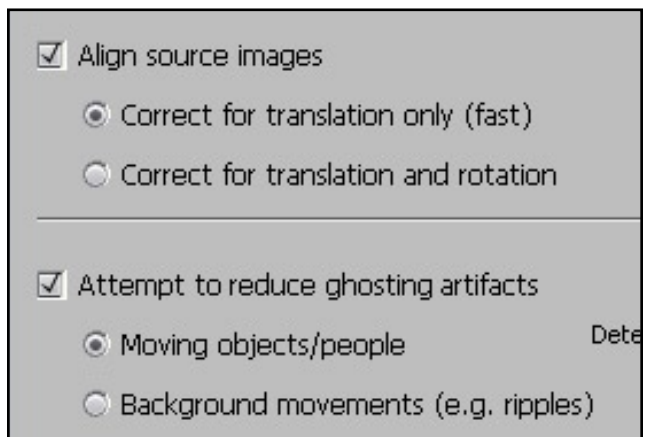 Align source images
Correct for translation only (fast)
Correct for translation and rotation
Attempt to reduce ghosting artifacts
Moving objects/people Dete
Background movements (e.g. ripples)